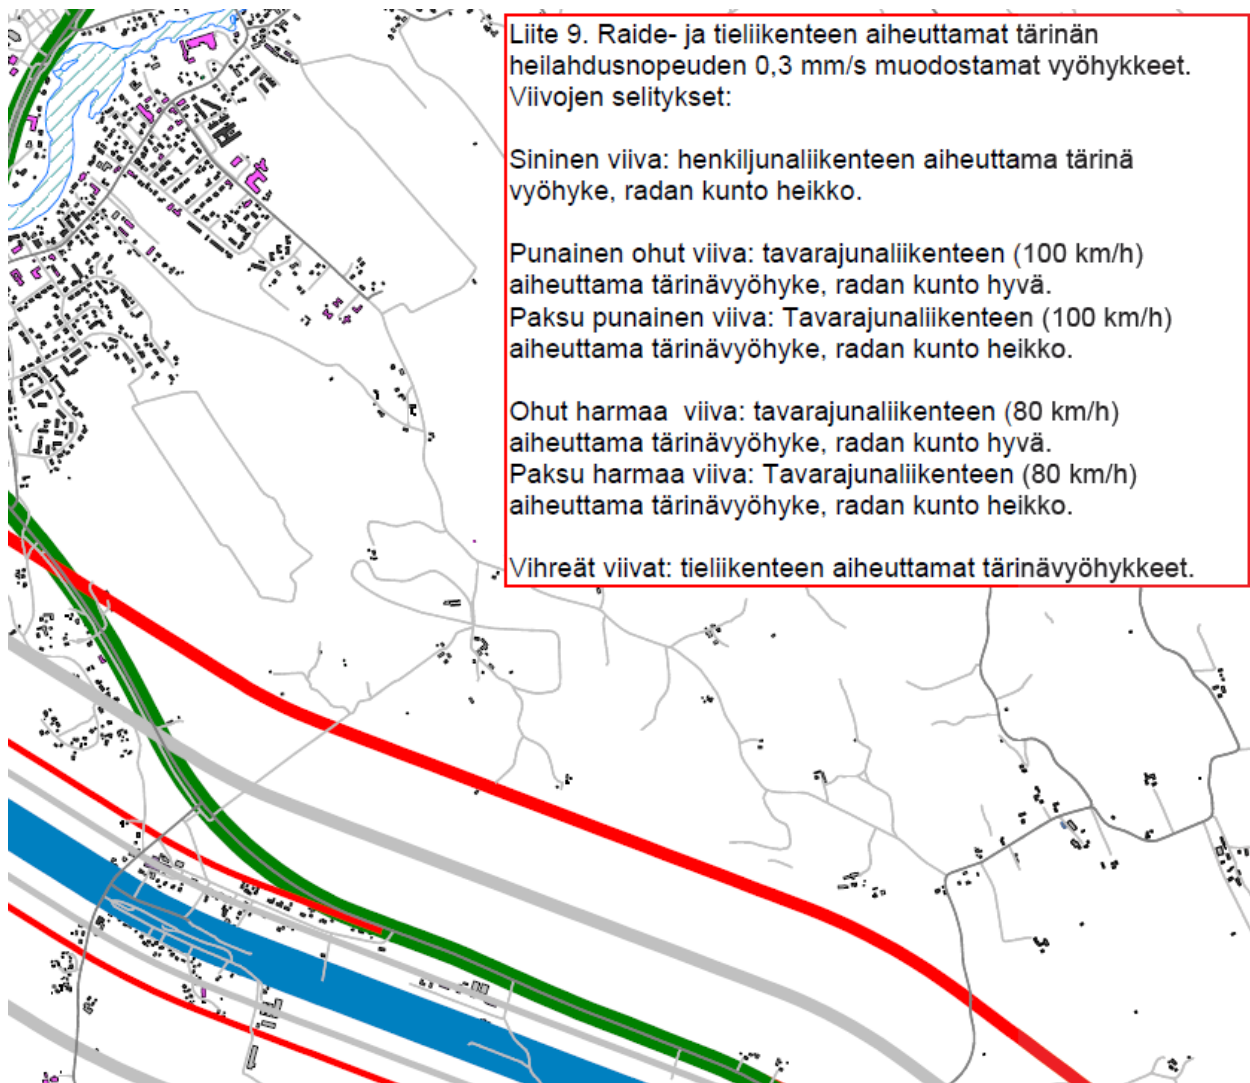 Liite 9. Raide- ja tieliikenteen aiheuttamat tärinän
heilahdusnopeuden 0,3 mm/s muodostamat vyöhykkeet.
Viivojen selitykset:
Sininen viiva: henkiljunaliikenteen aiheuttama tärinä
vyöhyke, radan kunto heikko.
Punainen ohut viiva: tavarajunaliikenteen (100 km/h)
aiheuttama tärinävyöhyke, radan kunto hyvä.
Paksu punainen viiva: Tavarajunaliikenteen (100 km/h)
aiheuttama tärinävyöhyke, radan kunto heikko.
Ohut harmaa  viiva: tavarajunaliikenteen (80 km/h)
aiheuttama tärinävyöhyke, radan kunto hyvä.
Paksu harmaa viiva: Tavarajunaliikenteen (80 km/h)
aiheuttama tärinävyöhyke, radan kunto heikko.
Vihreät viivat: tieliikenteen aiheuttamat tärinävyöhykkeet.